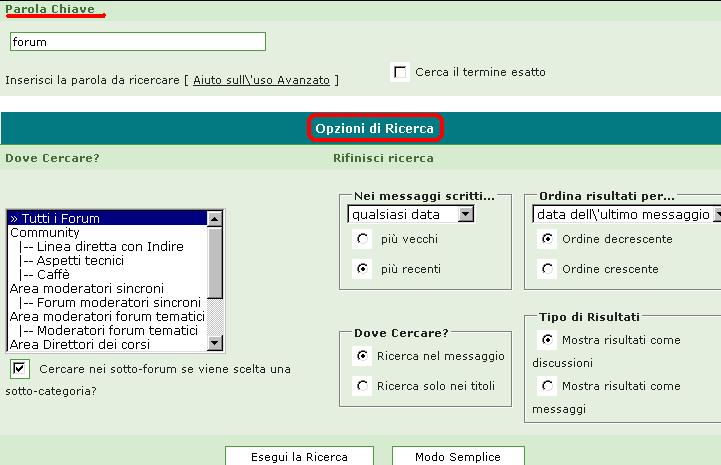 Parola Chiave
forum
Inserisci la parola da ricercare [ Aiuto sull\'uso Avanzato ]
Cerca il termine esatto
Opzioni di Ricerca
Dove Cercare?
Rifinisci ricerca
» Tutti i Forum
Community
|-- Linea diretta con Indire
|-- Aspetti tecnici
|-- Caffè
Area moderatori sincroni
|-- Forum moderatori sincroni
Area moderatori forum tematici
|-- Moderatori forum tematici
Area Direttori dei corsi
Cercare nei sotto-forum se viene scelta una
sotto-categoria?
Nei messaggi scritti...
qualsiasi data
più vecchi
più recenti
Ordina risultati per...
data dell\'ultimo messaggio
Ordine decrescente
Ordine crescente
Dove Cercare?
Ricerca nel messaggio
Ricerca solo nei titoli
Tipo di Risultati
Mostra risultati come
discussioni
Mostra risultati come
messaggi
Esegui la Ricerca
Modo Semplice